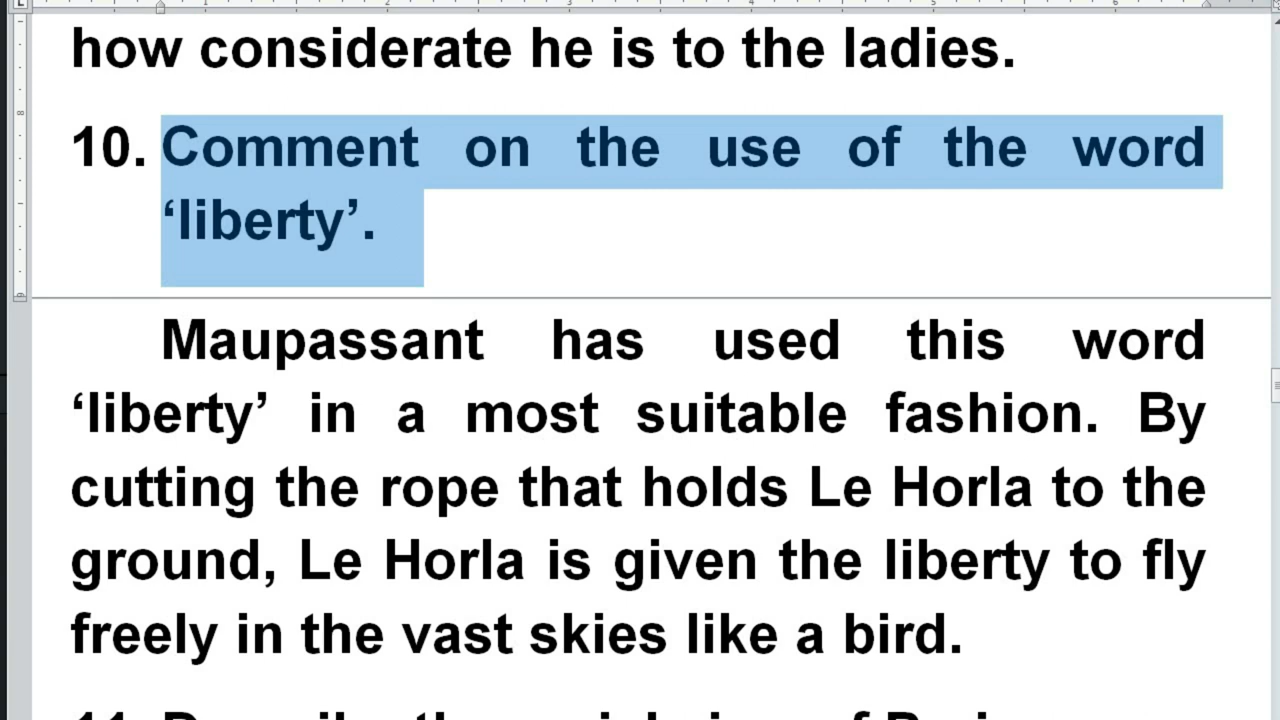 how considerate he is to the ladies.
10. Comment on the use of the word
‘liberty’.
Maupassant has used this word
‘liberty’ in a most suitable fashion. By
cutting the rope that holds Le Horla to the
ground, Le Horla is given the liberty to fly
freely in the vast skies like a bird.